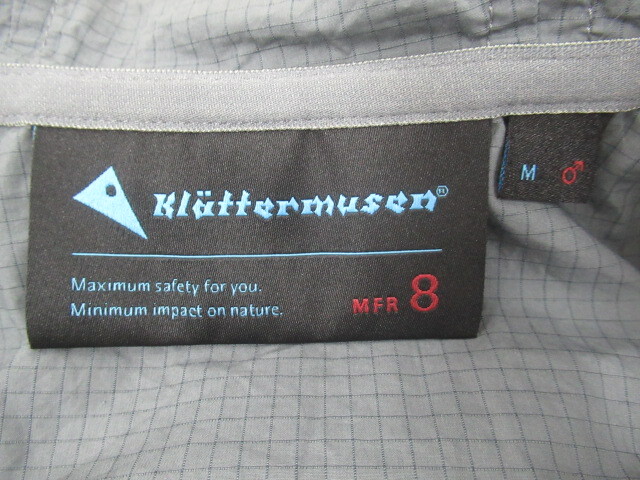 Klättermusen®
M ♂
Maximum safety for you.
Minimum impact on nature.
MFR 8